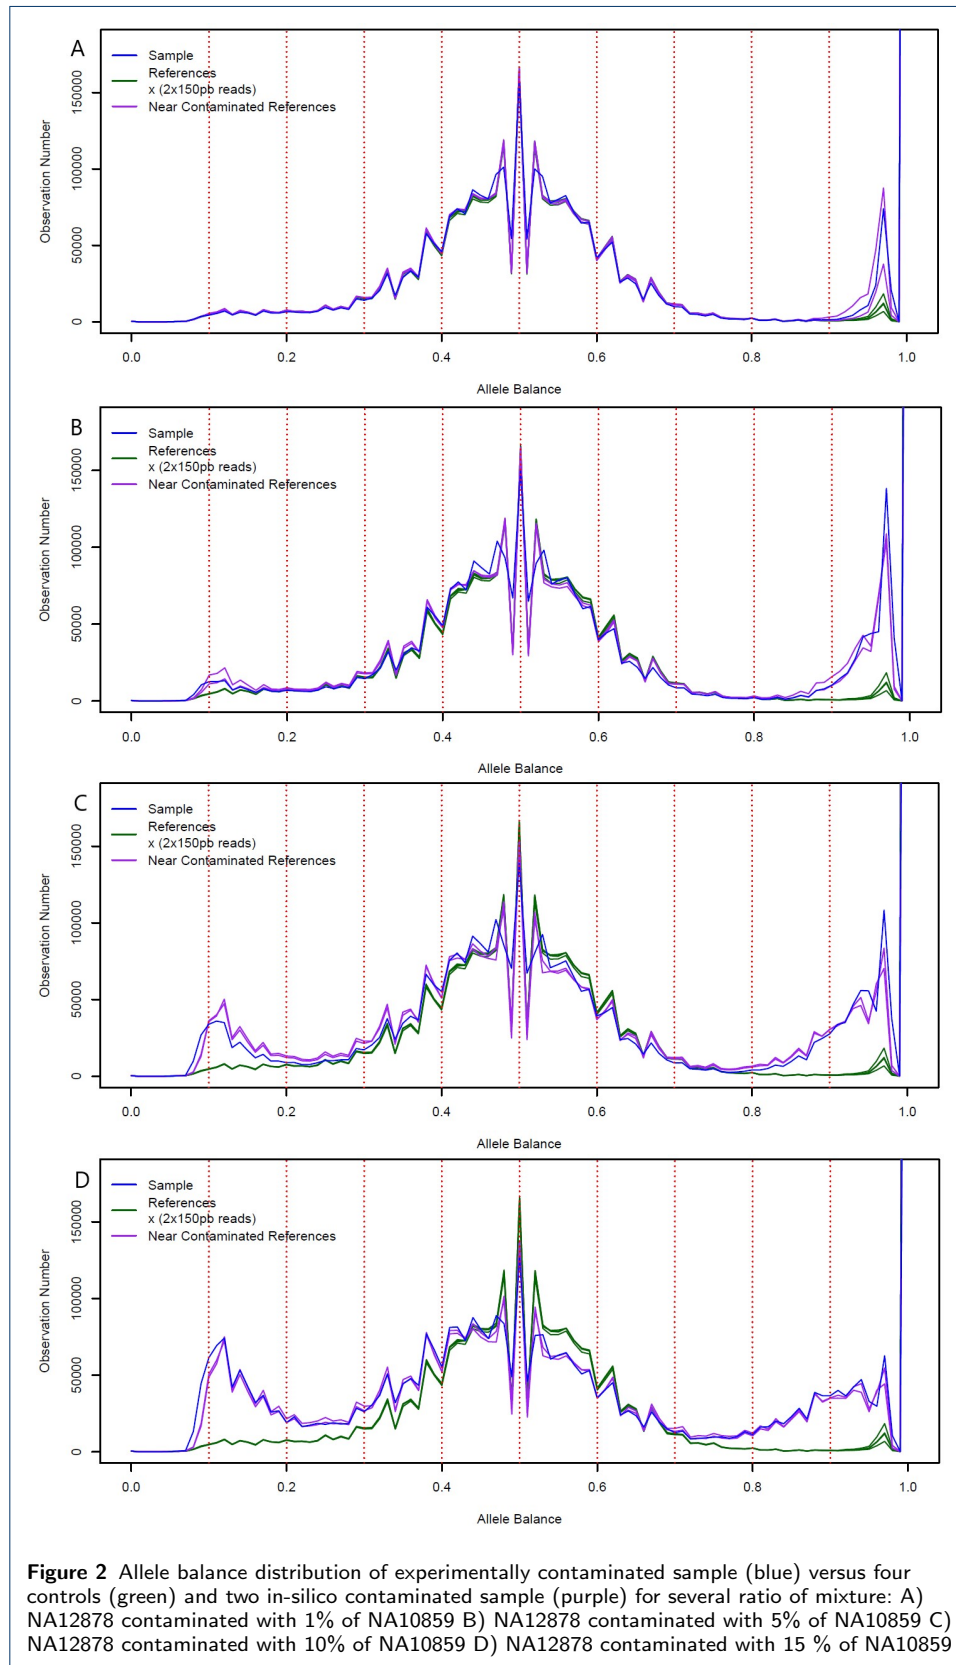 A
Sample
References
x (2x150pb reads)
Near Contaminated References
Observation Number
0
50000
100000
150000
0.0
0.2
0.4
0.6
0.8
1.0
Allele Balance
B
Sample
References
x (2x150pb reads)
Near Contaminated References
Observation Number
0
50000
100000
150000
0.0
0.2
0.4
0.6
0.8
1.0
Allele Balance
C
Sample
References
x (2x150pb reads)
Near Contaminated References
Observation Number
0
50000
100000
150000
0.0
0.2
0.4
0.6
0.8
1.0
Allele Balance
D
Sample
References
x (2x150pb reads)
Near Contaminated References
Observation Number
0
50000
100000
150000
0.0
0.2
0.4
0.6
0.8
1.0
Allele Balance
Figure 2 Allele balance distribution of experimentally contaminated sample (blue) versus four
controls (green) and two in-silico contaminated sample (purple) for several ratio of mixture: A)
NA12878 contaminated with 1% of NA10859 B) NA12878 contaminated with 5% of NA10859 C)
NA12878 contaminated with 10% of NA10859 D) NA12878 contaminated with 15 % of NA10859